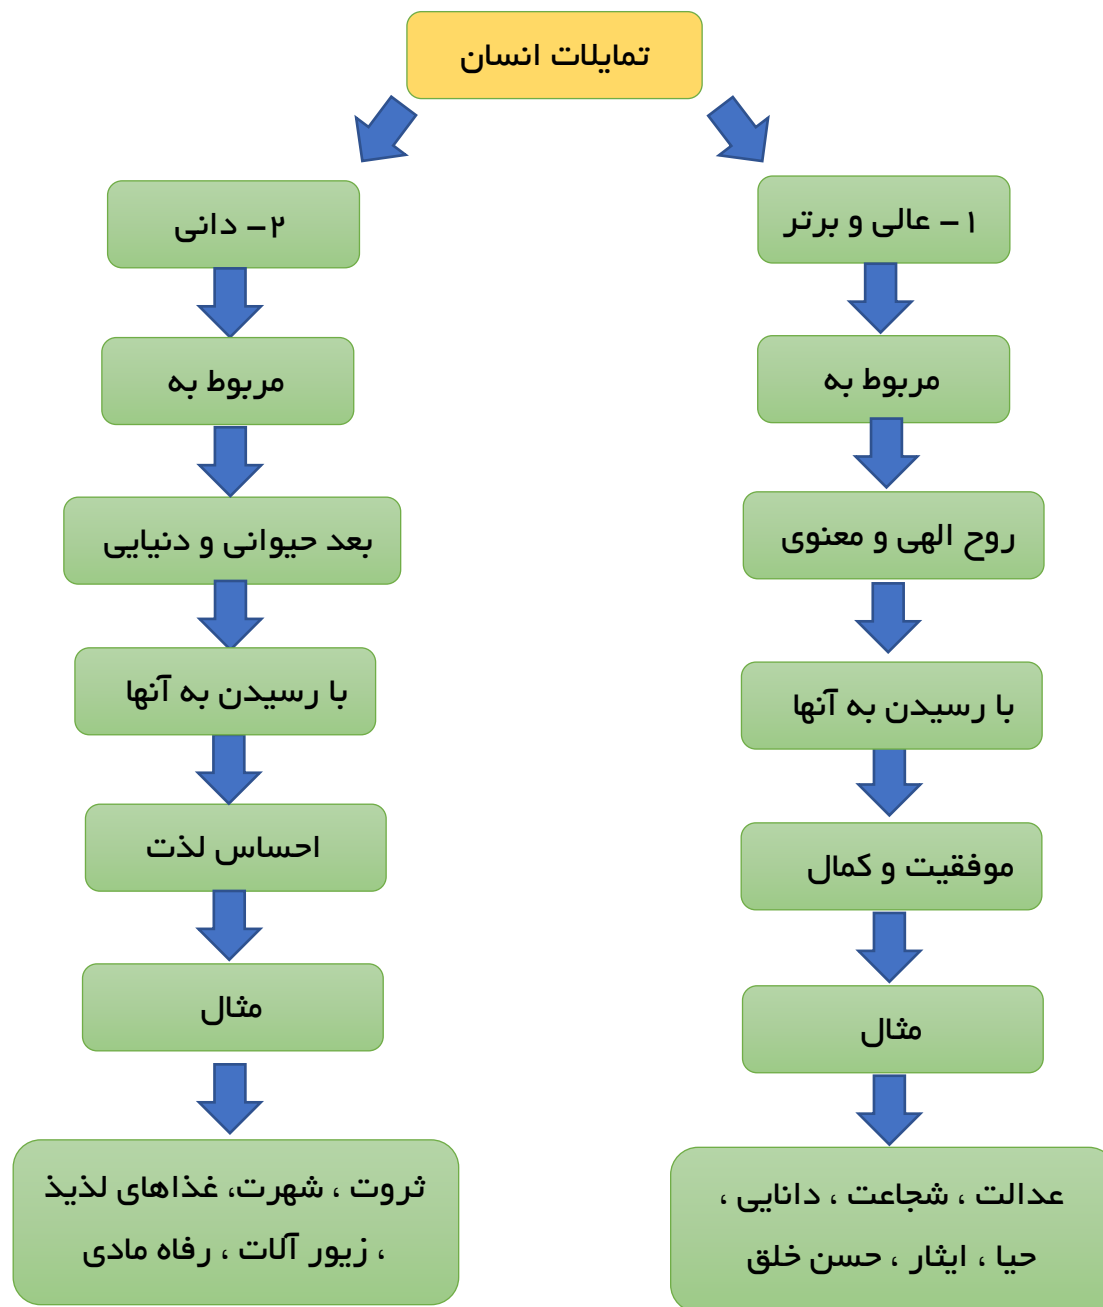 تمایلات انسان
۱- عالی و برتر
مربوط به
روح الهی و معنوی
با رسیدن به آنها
موفقیت و کمال
مثال
عدالت ، شجاعت ، دانایی ،
حیا ، ایثار ، حسن خلق
۲- دانی
مربوط به
بعد حیوانی و دنیایی
با رسیدن به آنها
احساس لذت
مثال
ثروت ، شهرت، غذاهای لذیذ
، زیور آلات ، رفاه مادی